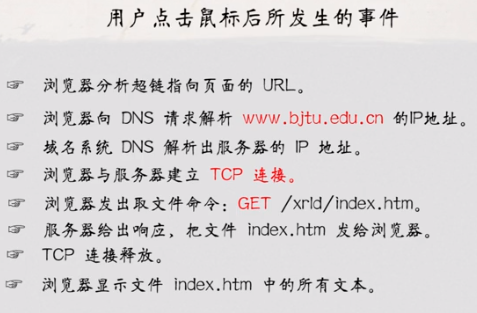 用户点击鼠标后所发生的事件
☞ 浏览器分析超链指向页面的 URL。
☞ 浏览器向 DNS 请求解析 www.bjtu.edu.cn 的IP地址。
☞ 域名系统 DNS 解析出服务器的 IP 地址。
☞ 浏览器与服务器建立 TCP 连接。
☞ 浏览器发出取文件命令：GET /xrld/index.htm。
☞ 服务器给出响应，把文件 index.htm 发给浏览器。
☞ TCP 连接释放。
☞ 浏览器显示文件 index.htm 中的所有文本。